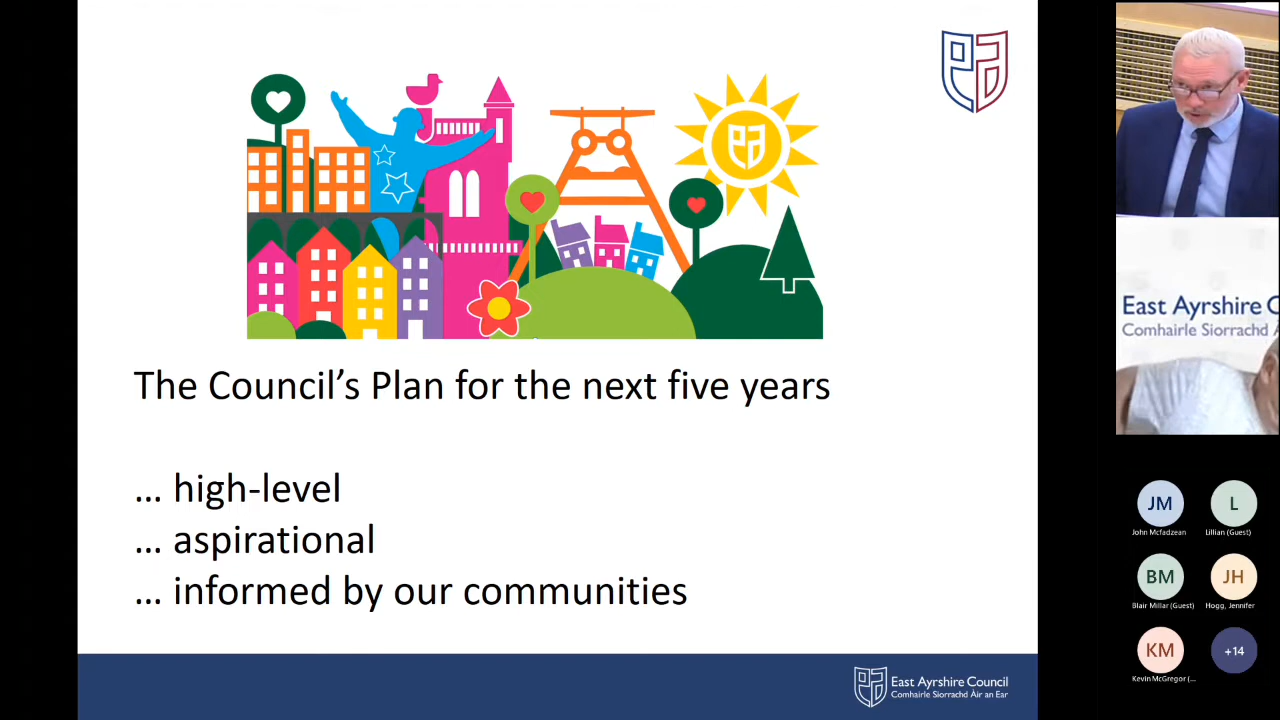 The Council’s Plan for the next five years
… high-level
… aspirational
… informed by our communities
East Ayrshire Council
Comhairle Siorrachd Àir an Ear
East Ayrshire C
Comhairle Siorrachd A
JM
John Mcfadzean
L
Lillian (Guest)
BM
Blair Millar (Guest)
JH
Hogg, Jennifer
KM
Kevin McGregor (...
+14